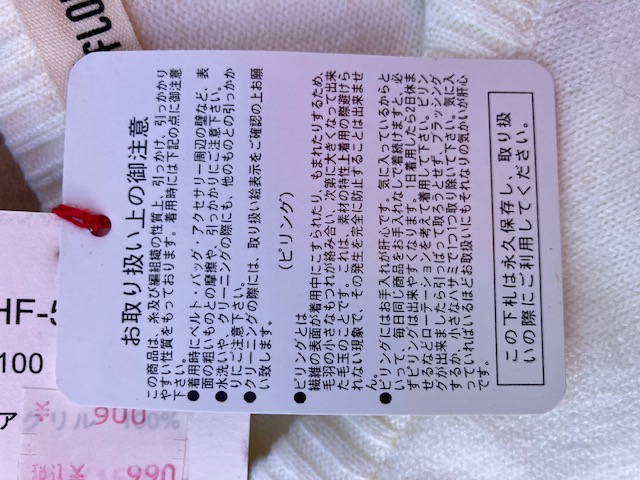 FLO
お取り扱い上の御注意
この商品は、糸及び編組織の性質上、引っかけ、引っかかり
やすい性質をもっております。着用時には下記の点に御注意
下さい。
●着用時にベルト・バッグ・アクセサリー周辺の壁など、表
面の粗いものとの摩擦や、引っかかりにご注意下さい。
●水洗いや、クリーニングの際にも、他のものとの引っかか
りにご注意下さい。
●クリーニングの際には、取り扱い絵表示をご確認の上お願
い致します。
(ピリング)
●ピリングとは
繊維の表面が着用中にこすられたり、もまれたりするため、
毛羽の小さなもつれが絡み合い、次第に大きくなって出来
た毛玉のことです。これは、素材の特性上着用の際避けら
れない現象で、その発生を完全に防止することは出来ませ
ん。
●ピリングにはお手入れが肝心です。気に入っているからと
いって、毎日同じ商品をお手入れなしで着続けますと、必
ずピリングは出来やすくなります。1日着用したら2日休ま
せるなどローテーションを考えて着用して下さい。ピリン
グが出来ましたら引っぱって取ろうとせず、ブラッシング
するか、小さなハサミで1つ1つ取り除いて下さい。気に入
っていればいるほどお取扱いにもそれなりの気かいが肝心
です。
この下札は永久保存し、取り扱
いの際にご利用してください。
HF-5
100
ア
クリル 100%
¥ 900
税込¥
990